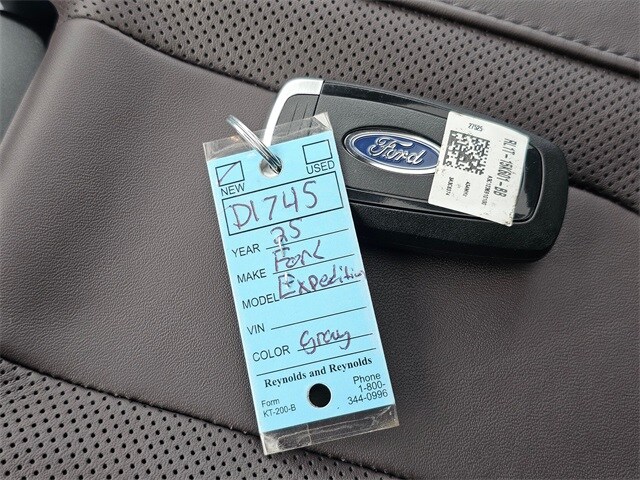 NEW USED
D1745
YEAR 25
MAKE Ford
MODEL Expedition
VIN
COLOR Gray
Reynolds and Reynolds
Form
KT-200-B
Phone
1-800-
344-0996
Ford
27525